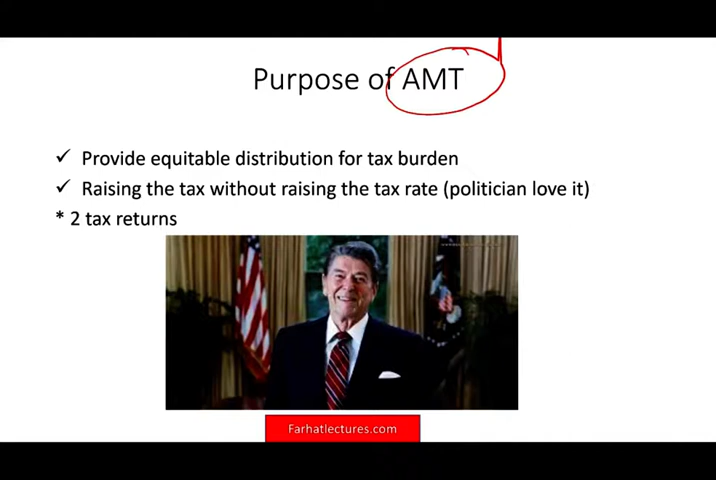 Purpose of AMT
✓ Provide equitable distribution for tax burden
✓ Raising the tax without raising the tax rate (politician love it)
* 2 tax returns
Farhatlectures.com